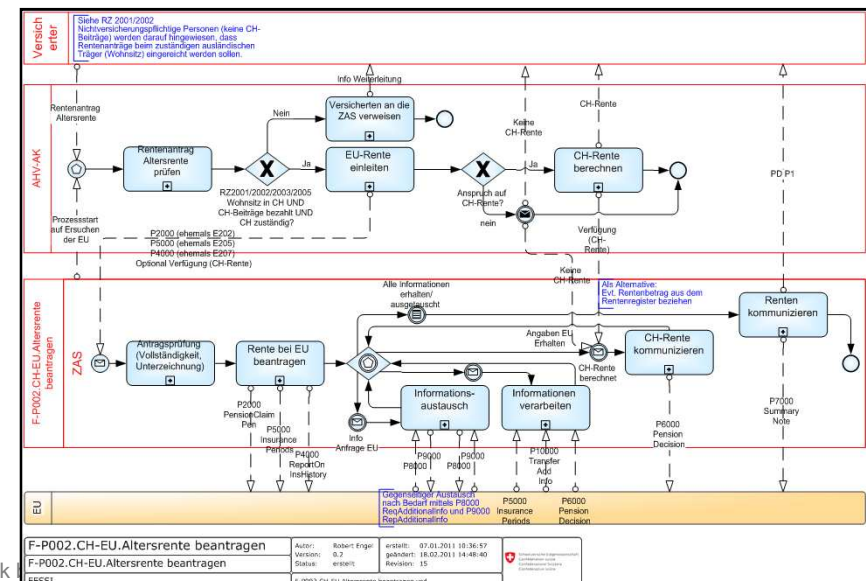 Versich
erter
Siehe RZ 2001/2002
Nichtversicherungspflichtige Personen (keine CH-
Beiträge) werden darauf hingewiesen, dass
Rentenanträge beim zuständigen ausländischen
Träger (Wohnsitz) eingereicht werden sollen.
Info Weiterleitung
AHV-AK
Rentenantrag
Altersrente
Rentenantrag
Altersrente
prüfen
Nein
Versicherten an die
ZAS verweisen
Ja
EU-Rente
einleiten
RZ2001/2002/2003/2005
Wohnsitz in CH UND
CH-Beiträge bezahlt UND
CH zuständig?
Anspruch auf
CH-Rente?
Ja
nein
Keine
CH-Rente
CH-Rente
CH-Rente
berechnen
PD P1
Prozessstart
auf Ersuchen
der EU
P2000 (ehemals E202)
P5000 (ehemals E205)
P4000 (ehemals E207)
Optional Verfügung (CH-Rente)
Verfügung
(CH-
Rente)
Keine
CH-Rente
F-P002.CH-EU.Altersrente
beantragen
ZAS
Alle Informationen
erhalten/
ausgetauscht
Als Alternative:
Evt. Rentenbetrag aus dem
Rentenregister beziehen
Renten
kommunizieren
Antragsprüfung
(Vollständigkeit,
Unterzeichnung)
Rente bei EU
beantragen
Angaben EU
Erhalten
CH-Rente
berechnet
CH-Rente
kommunizieren
Informations-
austausch
Informationen
verarbeiten
Info
Anfrage EU
P2000
PensionClaim
Pen
P5000
Insurance
Periods
P4000
ReportOn
InsHistory
P9000
P8000
P9000
P8000
P10000
Transfer
Add
Info
P6000
Pension
Decision
P7000
Summary
Note
EU
Gegenseitiger Austausch
nach Bedarf mittels P8000
ReqAdditionalInfo und P9000
RepAdditionalInfo
P5000
Insurance
Periods
P6000
Pension
Decision
F-P002.CH-EU.Altersrente beantragen
F-P002.CH-EU.Altersrente beantragen
Autor: Robert Engel
Version: 0.2
Status: erstellt
erstellt: 07.01.2011 10:36:57
geändert: 18.02.2011 14:48:40
Revision: 15